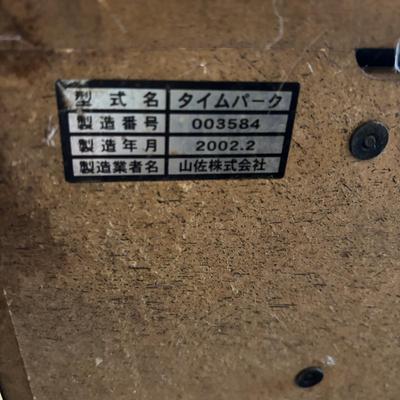 型式名 タイムパーク
製造番号 003584
製造年月 2002.2
製造業者名 山佐株式会社